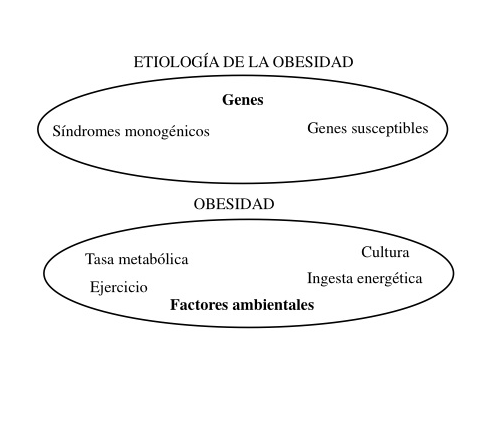 ETIOLOGÍA DE LA OBESIDAD
Genes
Síndromes monogénicos
Genes susceptibles
OBESIDAD
Cultura
Tasa metabólica
Ingesta energética
Ejercicio
Factores ambientales